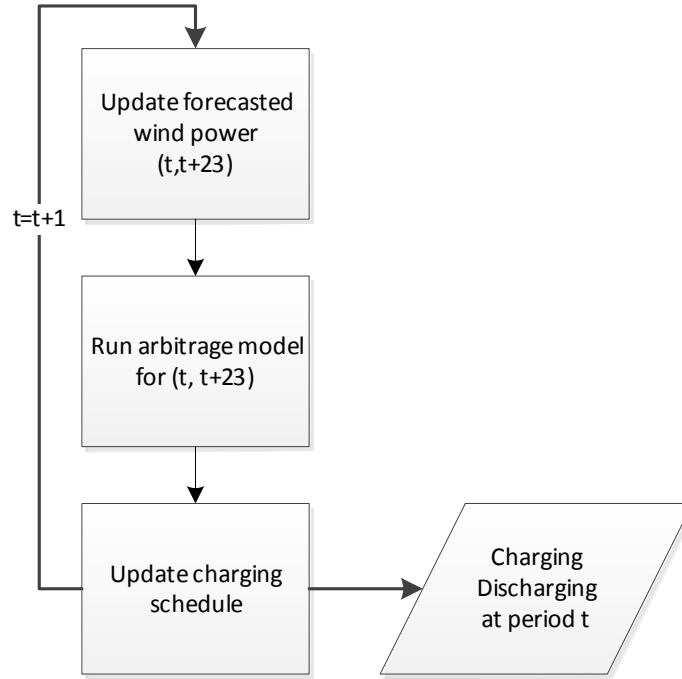 Update forecasted
wind power
(t,t+23)
t=t+1
Run arbitrage model
for (t, t+23)
Update charging
schedule
Charging
Discharging
at period t